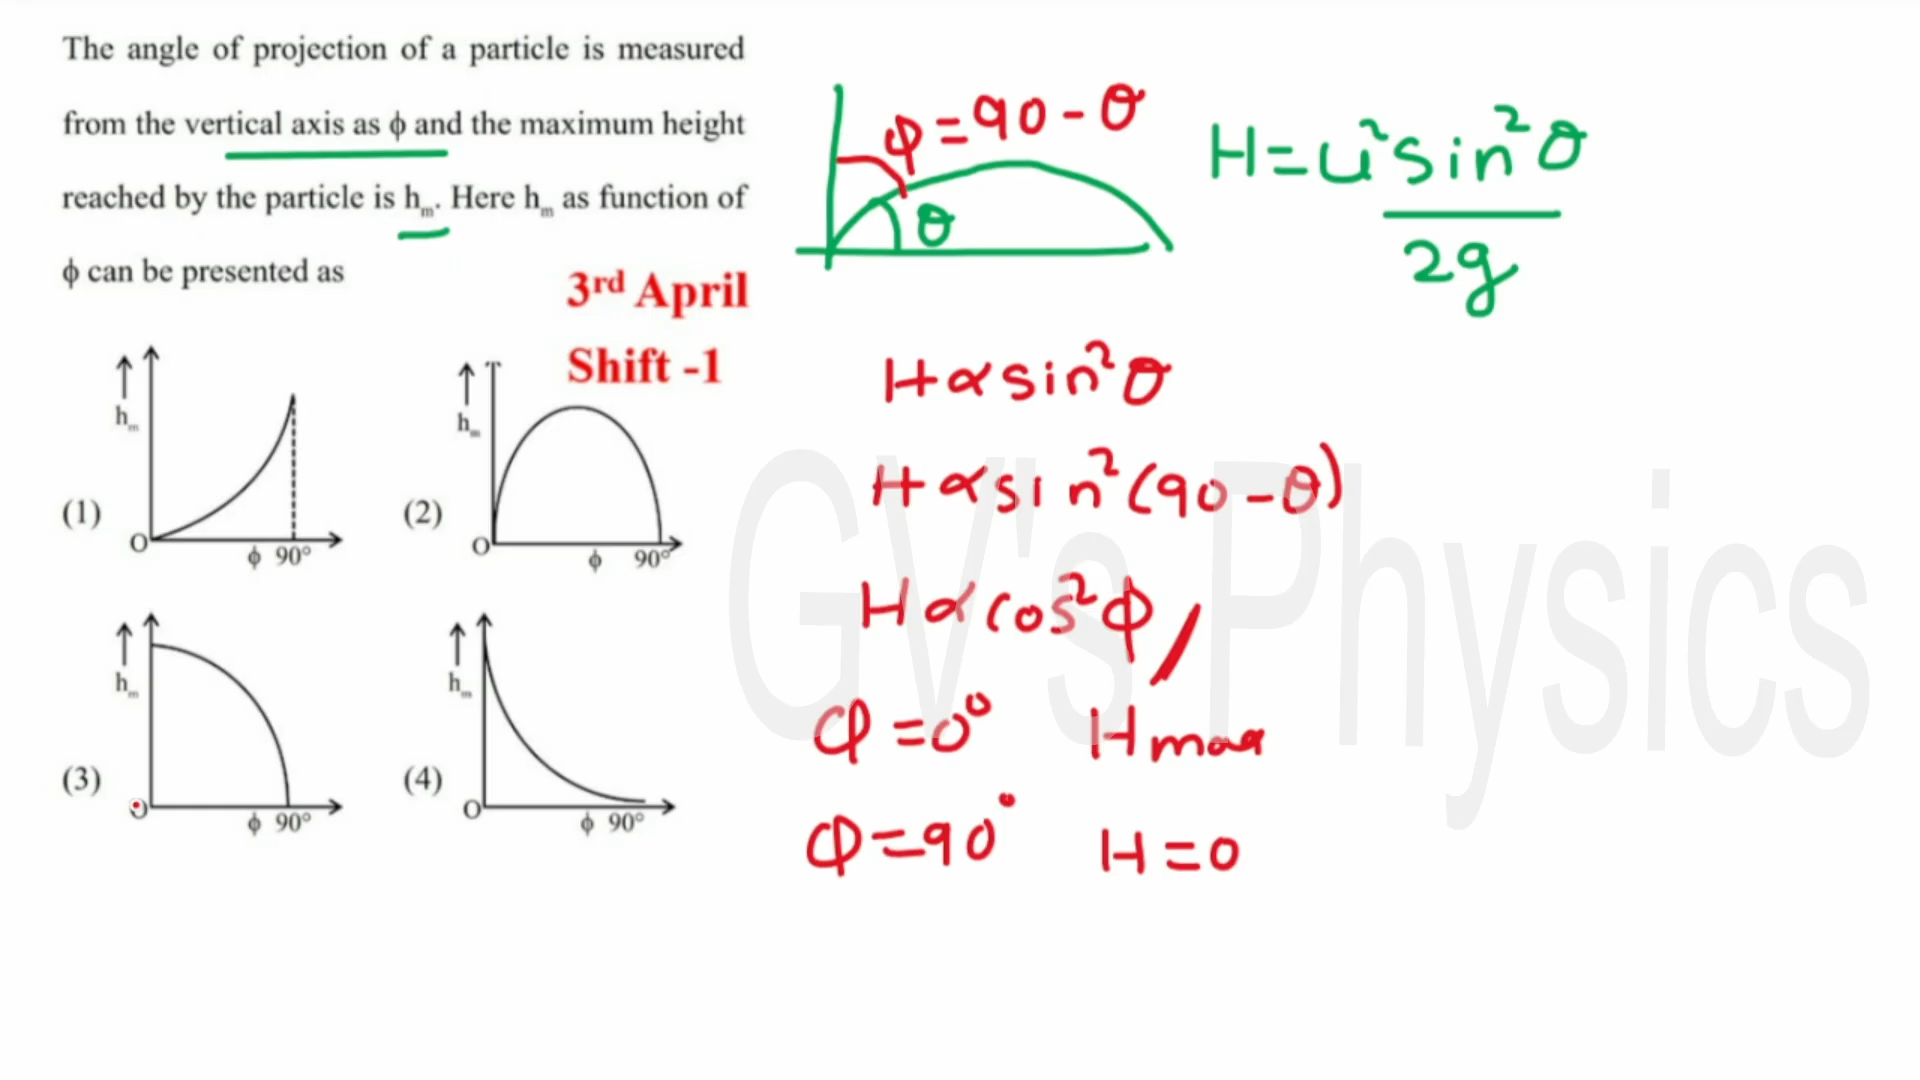 The angle of projection of a particle is measured
from the vertical axis as ϕ and the maximum height
reached by the particle is hₘ. Here hₘ as function of
ϕ can be presented as
3rd April
Shift -1
(1)
hₘ
O
ϕ 90°
(2)
hₘ
O
ϕ 90°
(3)
hₘ
O
ϕ 90°
(4)
hₘ
O
ϕ 90°
ϕ = 90 - θ
θ
H = u²sin²θ
2g
H ∝ sin²θ
H ∝ sin²(90 - θ)
H ∝ cos²ϕ
ϕ = 0° H max
ϕ = 90° H = 0
GV's Physics